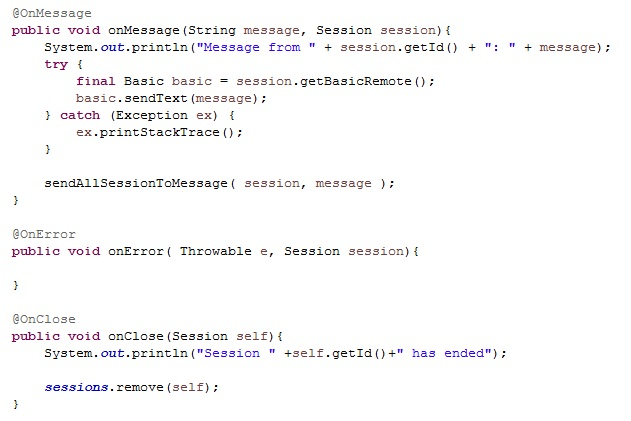 @OnMessage
public void onMessage(String message, Session session){
    System.out.println("Message from " + session.getId() + ": " + message);
    try {
        final Basic basic = session.getBasicRemote();
        basic.sendText(message);
    } catch (Exception ex) {
        ex.printStackTrace();
    }

    sendAllSessionToMessage( session, message );
}

@OnError
public void onError( Throwable e, Session session){

}

@OnClose
public void onClose(Session self){
    System.out.println("Session " +self.getId()+" has ended");

    sessions.remove(self);
}